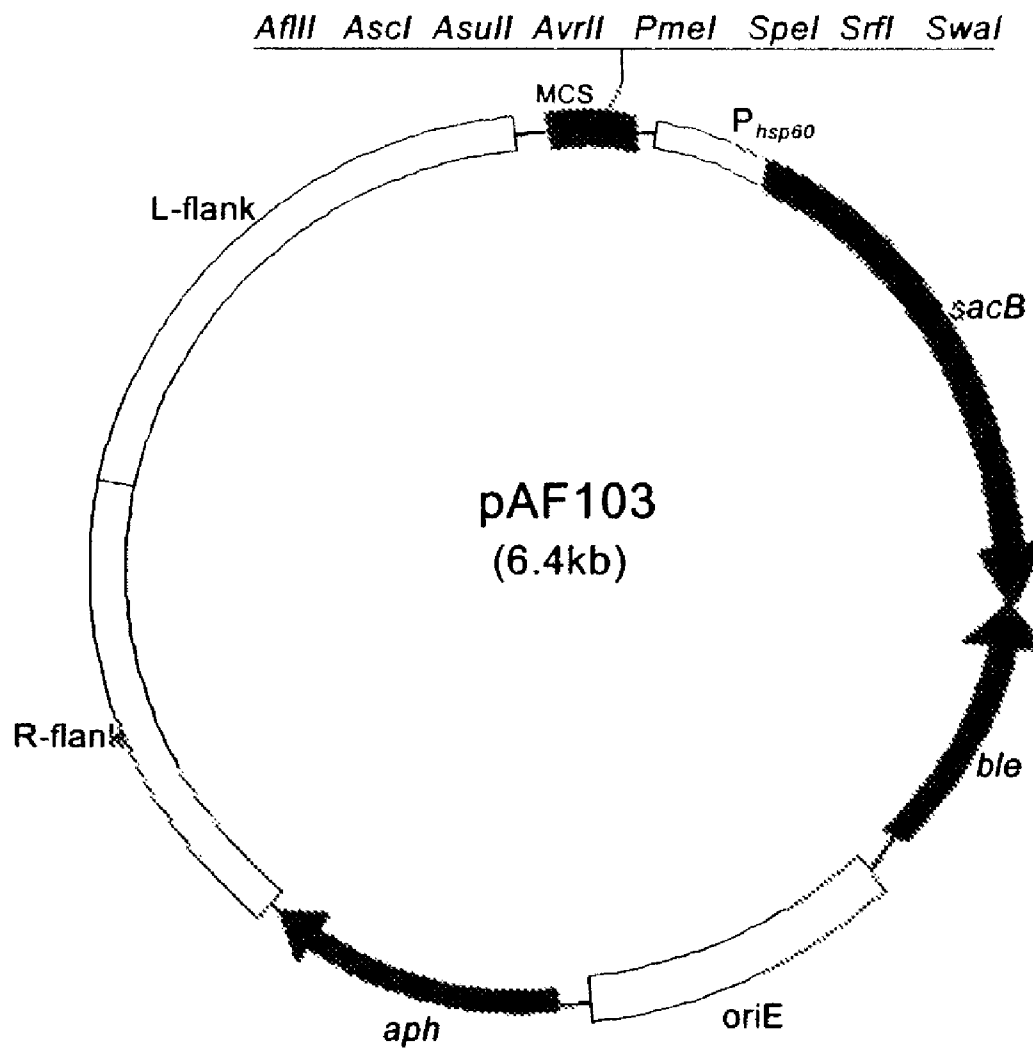 AflII AscI AsuII AvrII PmeI SpeI SrfI SwaI
MCS
Phsp60
L-flank
sacB
pAF103
(6.4kb)
R-flank
ble
oriE
aph